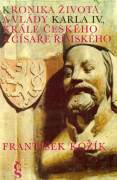 KRONIKA ŽIVOTA
A VLÁDY KARLA IV.,
KRÁLE ČESKÉHO
A CÍSAŘE ŘÍMSKÉHO
FRANTIŠEK KOŽÍK